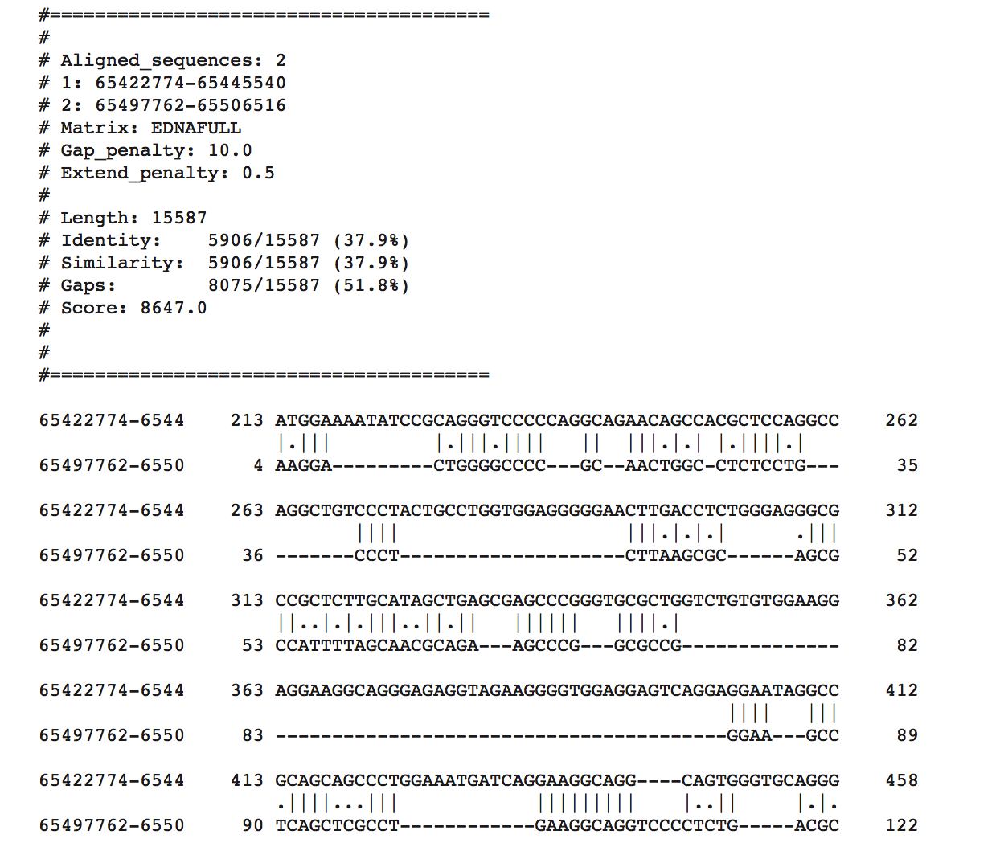 #=======================================
#
# Aligned_sequences: 2
# 1: 65422774-65445540
# 2: 65497762-65506516
# Matrix: EDNAFULL
# Gap_penalty: 10.0
# Extend_penalty: 0.5
#
# Length: 15587
# Identity:    5906/15587 (37.9%)
# Similarity:  5906/15587 (37.9%)
# Gaps:        8075/15587 (51.8%)
# Score: 8647.0
#
#
#=======================================
65422774-6544    213 ATGGAAAATATCCGCAGGGTCCCCCAGGCAGAACAGCCACGCTCCAGGCC    262
                     |.|||         |.|||.||||   ||  |||.|.| |.||||.|
65497762-6550      4 AAGGA---------CTGGGGCCCC---GC--AACTGGC-CTCTCCTG---     35
65422774-6544    263 AGGCTGTCCCTACTGCCTGGTGGAGGGGGAACTTGACCTCTGGGAGGGCG    312
                            ||||                    |||.|.|.|      .|||
65497762-6550     36 -------CCCT--------------------CTTAAGCGC------AGCG     52
65422774-6544    313 CCGCTCTTGCATAGCTGAGCGAGCCCGGGTGCGCTGGTCTGTGTGGAAGG    362
                     ||..|.|.|||..||.||   ||||||   ||||.|
65497762-6550     53 CCATTTTAGCAACGCAGA---AGCCCG---GCGCCG--------------     82
65422774-6544    363 AGGAAGGCAGGGAGAGGTAGAAGGGGTGGAGGAGTCAGGAGGAATAGGCC    412
                                                             ||||   |||
65497762-6550     83 ----------------------------------------GGAA---GCC     89
65422774-6544    413 GCAGCAGCCCTGGAAATGATCAGGAAGGCAGG----CAGTGGGTGCAGGG    458
                     .||||...|||            |||||||||    |..||     |.|.
65497762-6550     90 TCAGCTCGCCT------------GAAGGCAGGTCCCCTCTG-----ACGC    122